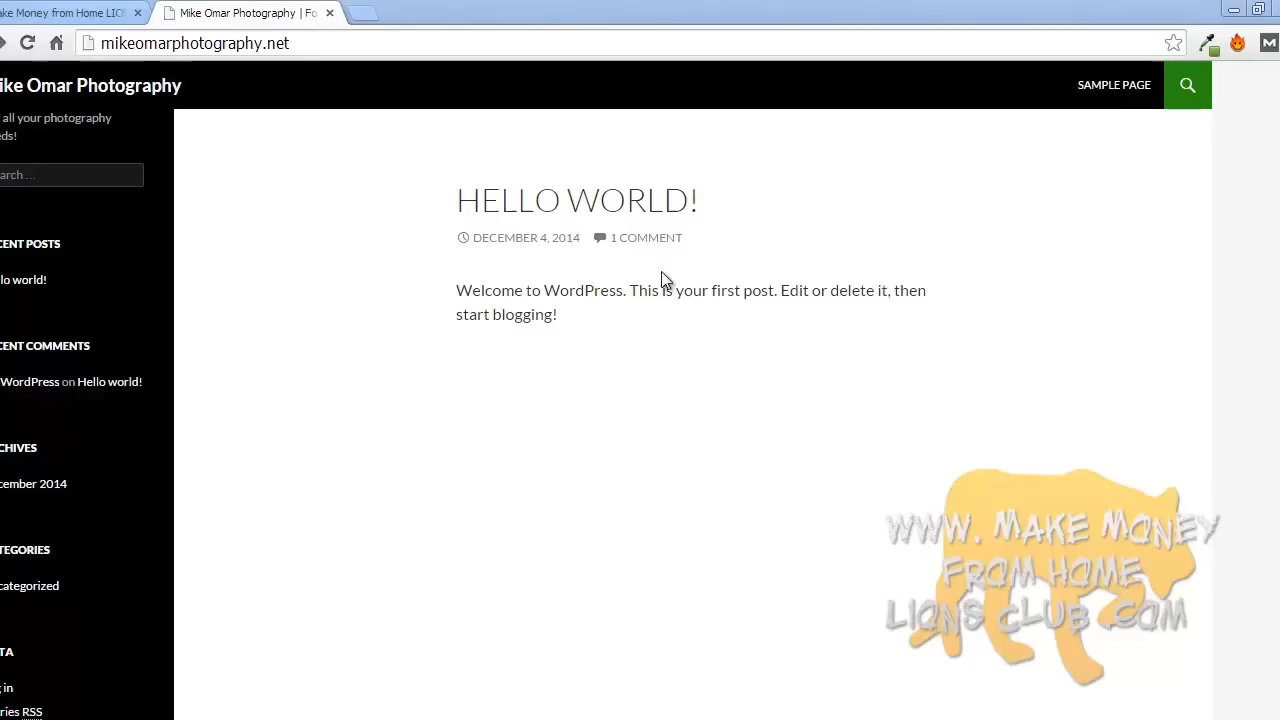 ake Money from Home LIO
Mike Omar Photography | Fo
mikeomarphotography.net
ike Omar Photography
SAMPLE PAGE
all your photography
eds!
arch ...
HELLO WORLD!
DECEMBER 4, 2014 1 COMMENT
Welcome to WordPress. This is your first post. Edit or delete it, then
start blogging!
CENT POSTS
lo world!
CENT COMMENTS
WordPress on Hello world!
CHIVES
cember 2014
TEGORIES
categorized
TA
g in
ries RSS
WWW. MAKE MONEY
FROM HOME
LIONS CLUB .COM
M